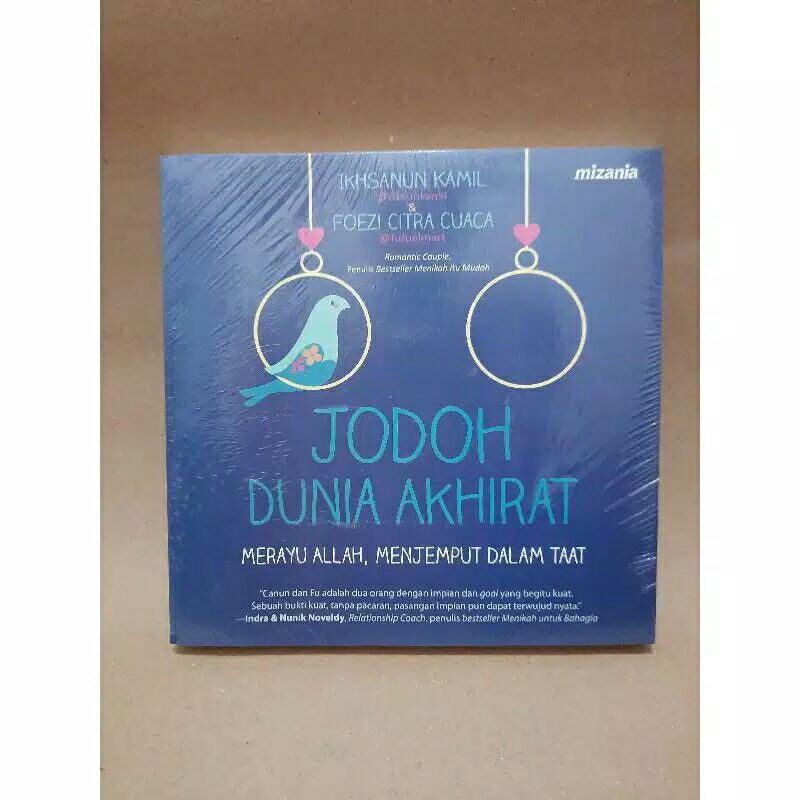 mizania
IKHSANUN KAMIL
@canunkamil
&
FOEZI CITRA CUACA
@fufuelmart
Romantic Couple,
Penulis Bestseller Menikah Itu Mudah
JODOH
DUNIA AKHIRAT
MERAYU ALLAH, MENJEMPUT DALAM TAAT
"Canun dan Fu adalah dua orang dengan impian dan goal yang begitu kuat.
Sebuah bukti kuat, tanpa pacaran, pasangan impian pun dapat terwujud nyata."
—Indra & Nunik Noveldy, Relationship Coach, penulis bestseller Menikah untuk Bahagia